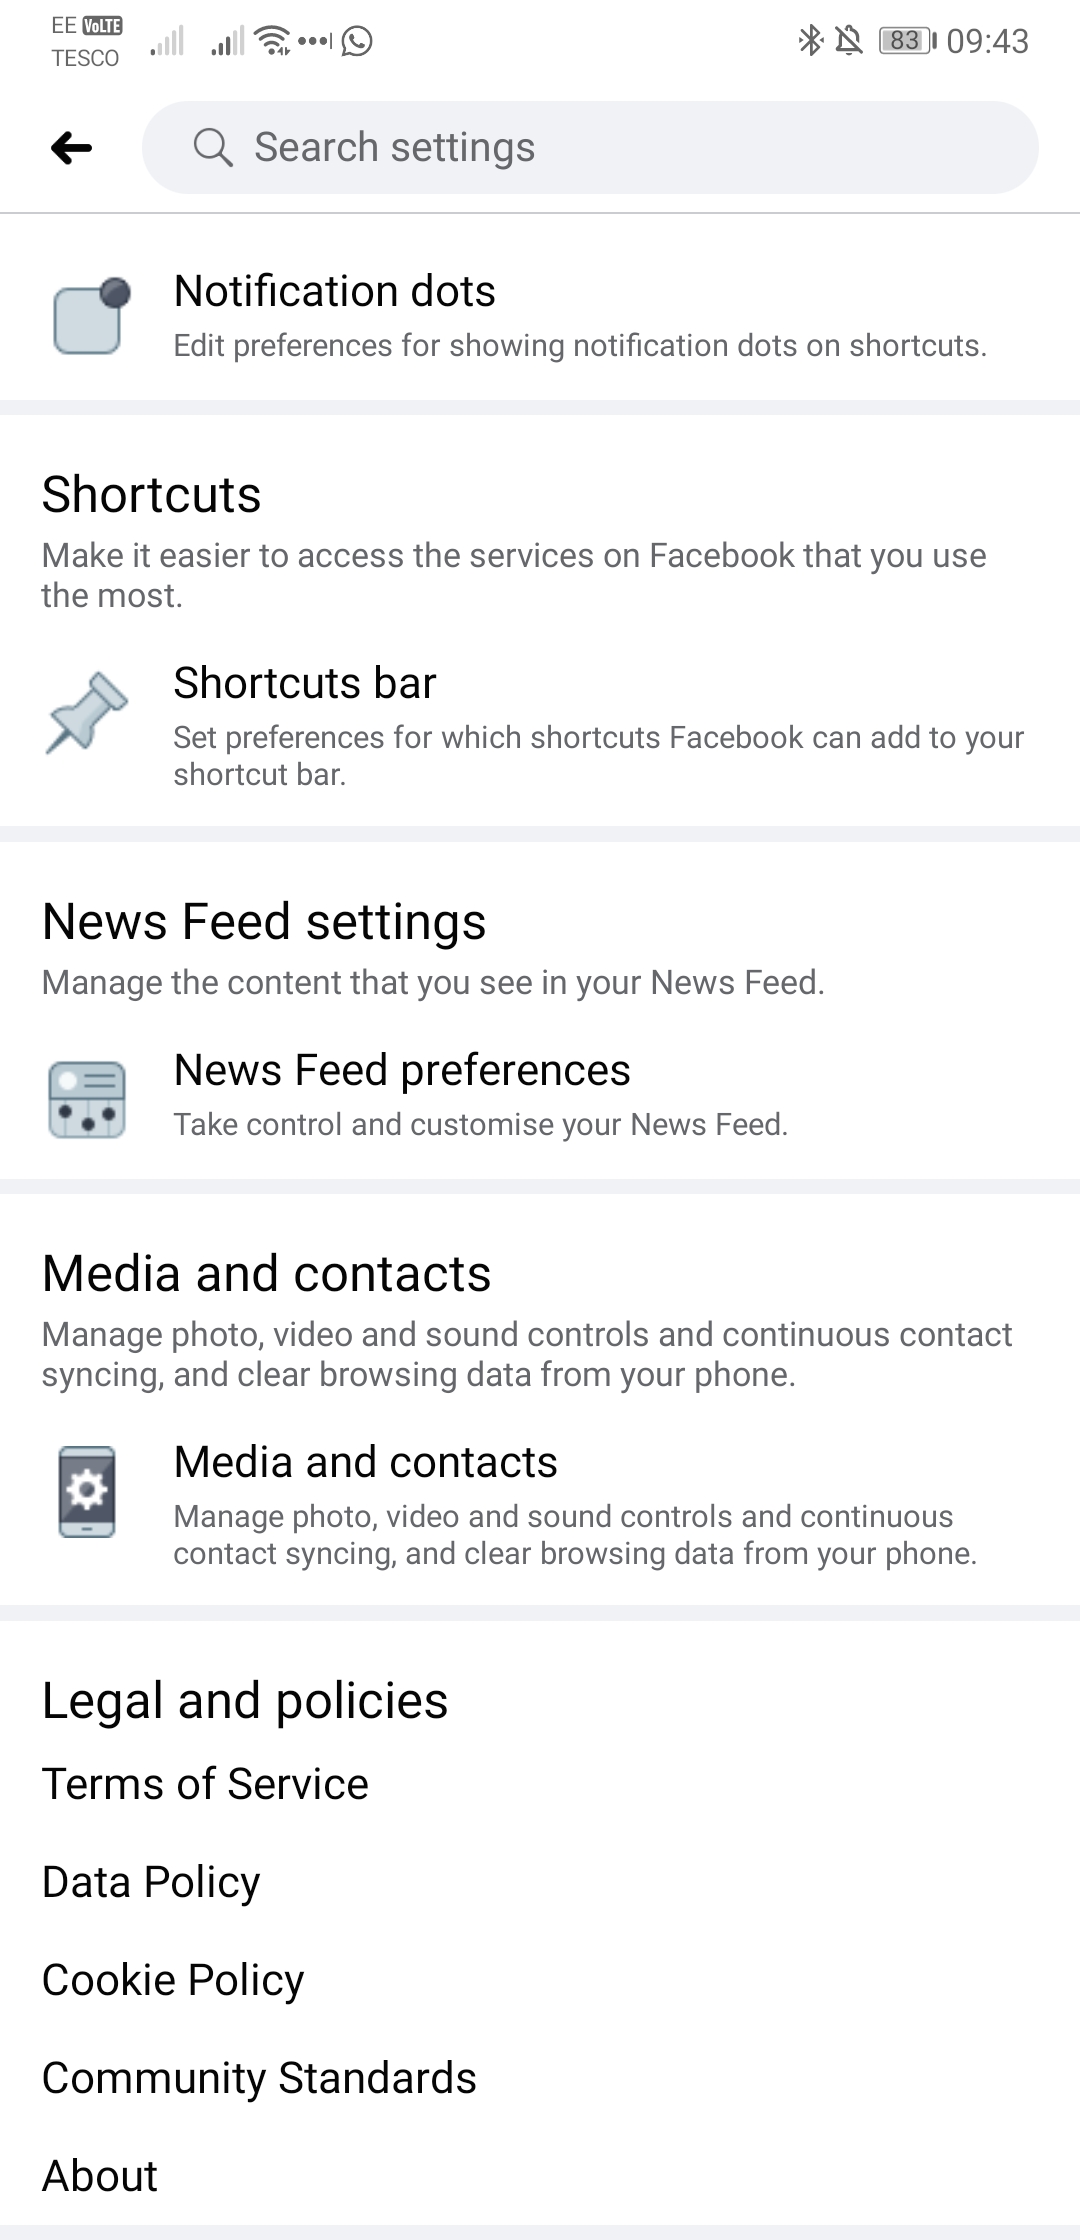 EE VoLTE
TESCO
83
09:43
Search settings
Notification dots
Edit preferences for showing notification dots on shortcuts.
Shortcuts
Make it easier to access the services on Facebook that you use
the most.
Shortcuts bar
Set preferences for which shortcuts Facebook can add to your
shortcut bar.
News Feed settings
Manage the content that you see in your News Feed.
News Feed preferences
Take control and customise your News Feed.
Media and contacts
Manage photo, video and sound controls and continuous contact
syncing, and clear browsing data from your phone.
Media and contacts
Manage photo, video and sound controls and continuous
contact syncing, and clear browsing data from your phone.
Legal and policies
Terms of Service
Data Policy
Cookie Policy
Community Standards
About